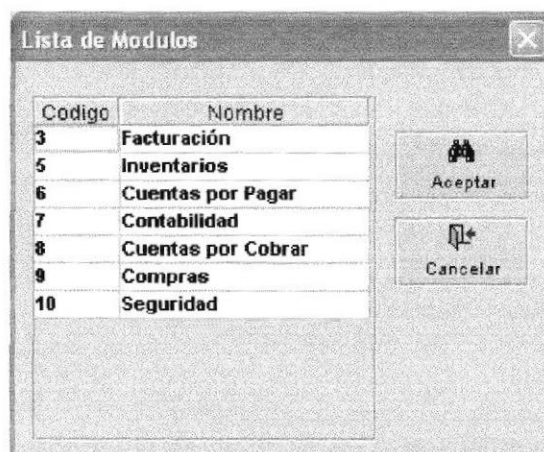 Lista de Modulos
Codigo Nombre
3 Facturación
5 Inventarios
6 Cuentas por Pagar
7 Contabilidad
8 Cuentas por Cobrar
9 Compras
10 Seguridad
Aceptar
Cancelar